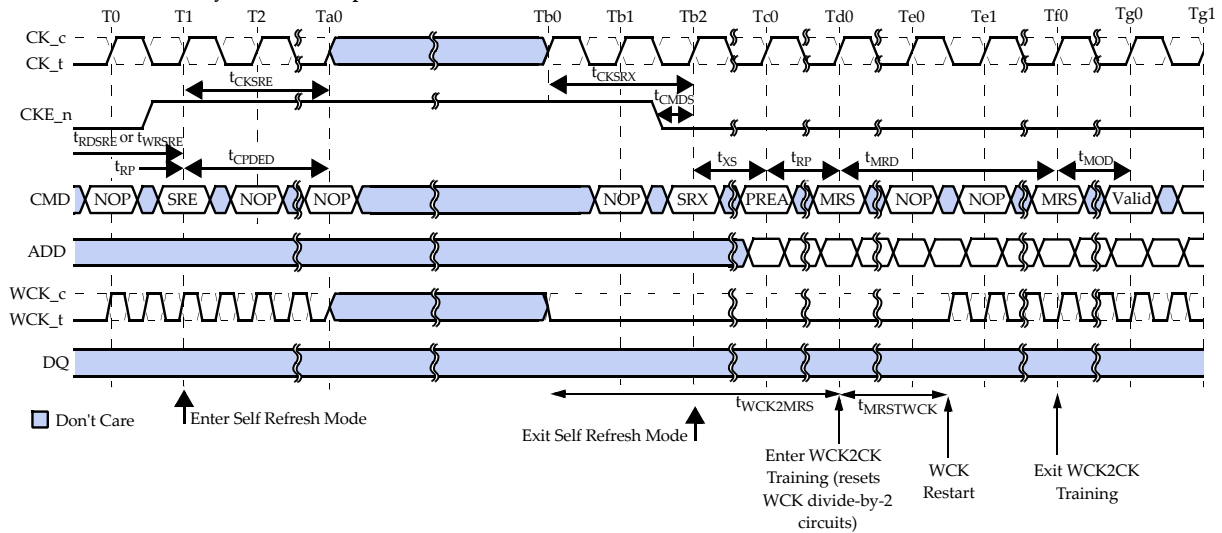 T0 T1 T2 Ta0 Tb0 Tb1 Tb2 Tc0 Td0 Te0 Te1 Tf0 Tg0 Tg1
CK_c
CK_t
tCKSRE tCKSRX
tCMDS
CKE_n
tRDSRE or tWRSRE
tRP tCPDED tXS tRP tMRD tMOD
CMD NOP SRE NOP NOP NOP SRX PREA MRS NOP NOP MRS Valid
ADD
WCK_c
WCK_t
DQ
tWCK2MRS tMRSTWCK
Don't Care
Enter Self Refresh Mode
Exit Self Refresh Mode
Enter WCK2CK
Training (resets
WCK divide-by-2
circuits)
WCK
Restart
Exit WCK2CK
Training